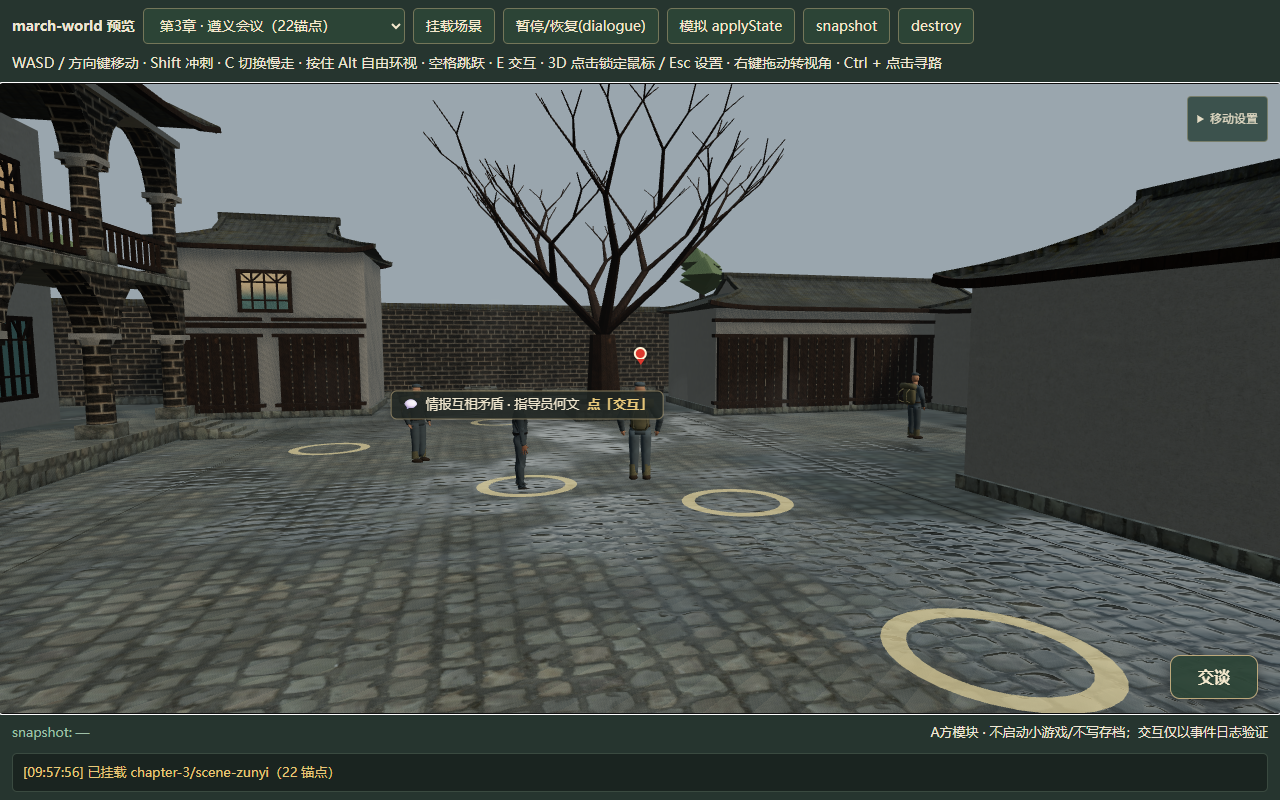 march-world 预览
第3章 · 遵义会议（22锚点）
挂载场景
暂停/恢复(dialogue)
模拟 applyState
snapshot
destroy
WASD / 方向键移动 · Shift 冲刺 · C 切换慢走 · 按住 Alt 自由环视 · 空格跳跃 · E 交互 · 3D 点击锁定鼠标 / Esc 设置 · 右键拖动转视角 · Ctrl + 点击寻路
▶ 移动设置
💬 情报互相矛盾 · 指导员何文 点「交互」
交谈
snapshot: —
A方模块 · 不启动小游戏/不写存档；交互仅以事件日志验证
[09:57:56] 已挂载 chapter-3/scene-zunyi（22 锚点）